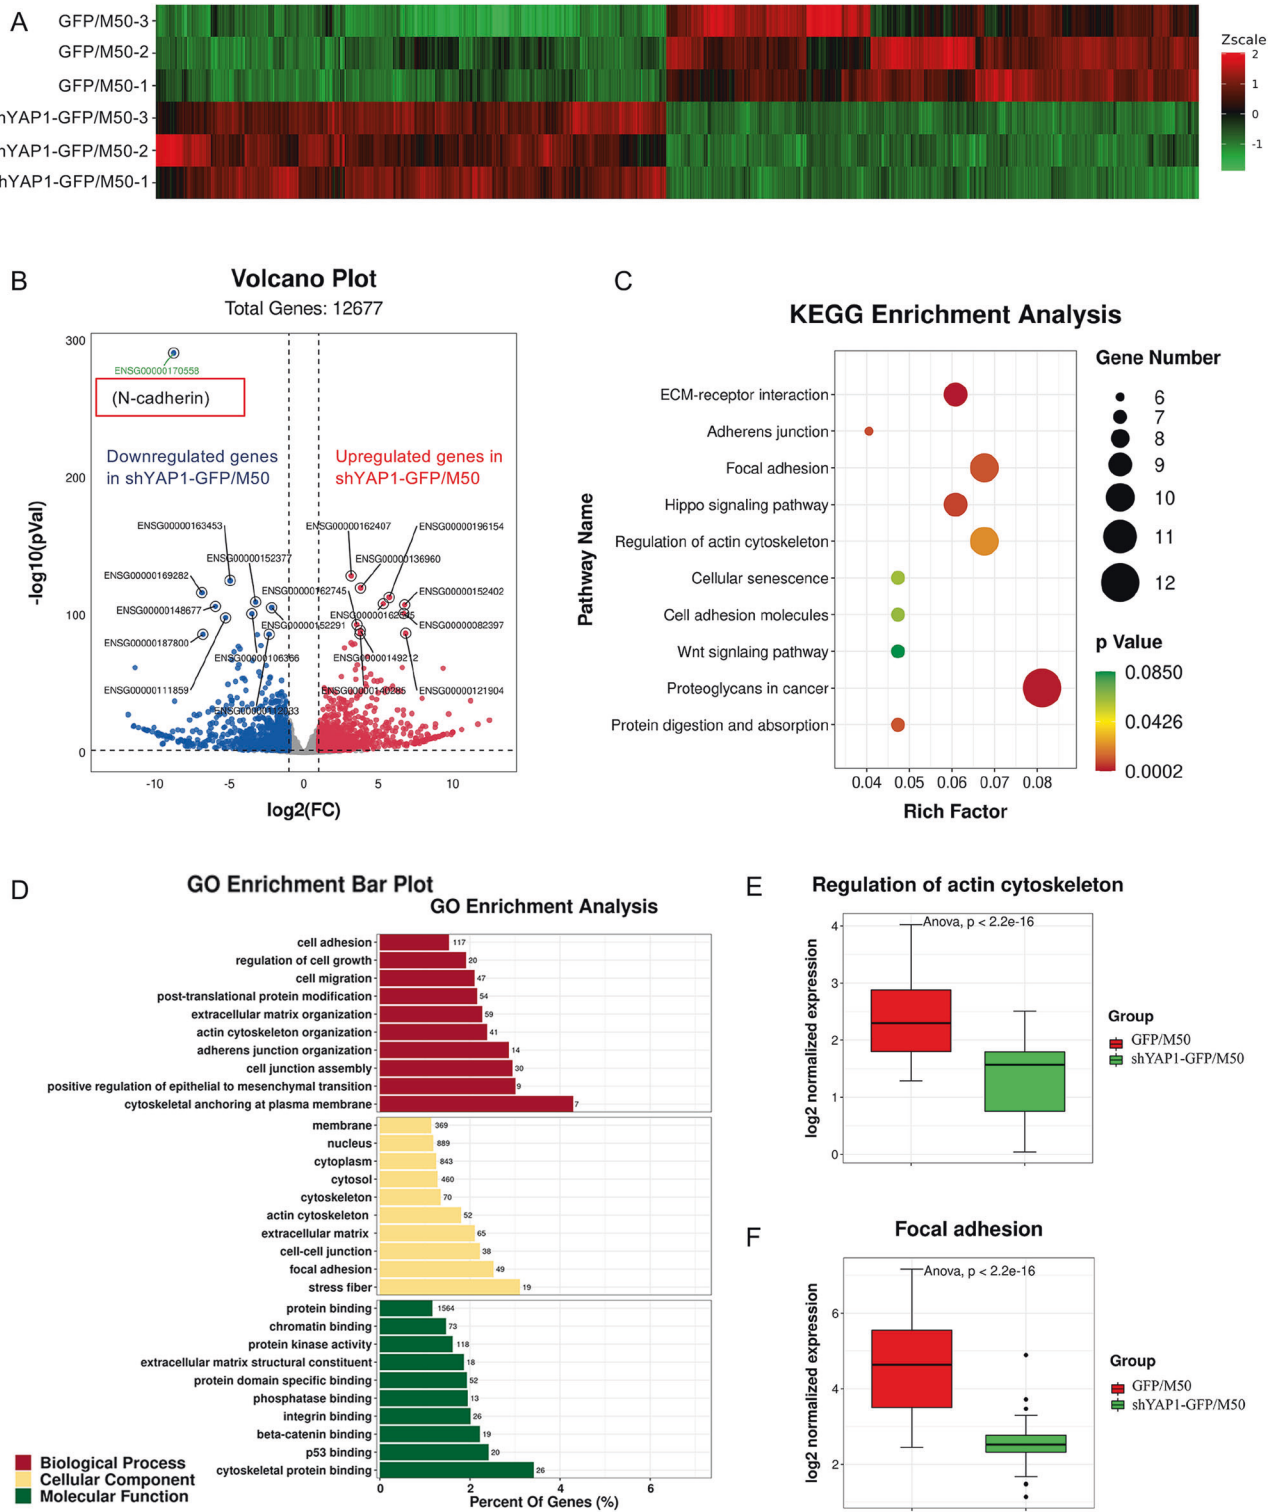 A
GFP/M50-3
GFP/M50-2
GFP/M50-1
hYAP1-GFP/M50-3
hYAP1-GFP/M50-2
hYAP1-GFP/M50-1
Zscale
2
1
0
-1
B
Volcano Plot
Total Genes: 12677
300
200
100
0
-log10(pVal)
ENSG00000170558
(N-cadherin)
Downregulated genes
in shYAP1-GFP/M50
Upregulated genes in
shYAP1-GFP/M50
ENSG00000163453
ENSG00000162407
ENSG00000196154
ENSG00000152377
ENSG00000136960
ENSG00000169282
ENSG00000162745
ENSG00000152402
ENSG00000148677
ENSG00000152291
ENSG00000082397
ENSG00000187800
ENSG00000106366
ENSG00000149212
ENSG00000111859
ENSG00000140285
ENSG00000121904
ENSG00000112033
-10
-5
0
5
10
log2(FC)
C
KEGG Enrichment Analysis
Pathway Name
ECM-receptor interaction
Adherens junction
Focal adhesion
Hippo signaling pathway
Regulation of actin cytoskeleton
Cellular senescence
Cell adhesion molecules
Wnt signlaing pathway
Proteoglycans in cancer
Protein digestion and absorption
0.04 0.05 0.06 0.07 0.08
Rich Factor
Gene Number
6
7
8
9
10
11
12
p Value
0.0850
0.0426
0.0002
D
GO Enrichment Bar Plot
GO Enrichment Analysis
cell adhesion 117
regulation of cell growth 20
cell migration 47
post-translational protein modification 54
extracellular matrix organization 59
actin cytoskeleton organization 41
adherens junction organization 14
cell junction assembly 30
positive regulation of epithelial to mesenchymal transition 9
cytoskeletal anchoring at plasma membrane 7
membrane 369
nucleus 889
cytoplasm 843
cytosol 460
cytoskeleton 70
actin cytoskeleton 52
extracellular matrix 65
cell-cell junction 38
focal adhesion 49
stress fiber 19
protein binding 1564
chromatin binding 73
protein kinase activity 118
extracellular matrix structural constituent 18
protein domain specific binding 52
phosphatase binding 13
integrin binding 26
beta-catenin binding 19
p53 binding 20
cytoskeletal protein binding 26
0 2 4 6
Percent Of Genes (%)
Biological Process
Cellular Component
Molecular Function
E
Regulation of actin cytoskeleton
Anova, p < 2.2e-16
log2 normalized expression
4
3
2
1
0
Group
GFP/M50
shYAP1-GFP/M50
F
Focal adhesion
Anova, p < 2.2e-16
log2 normalized expression
6
4
2
Group
GFP/M50
shYAP1-GFP/M50